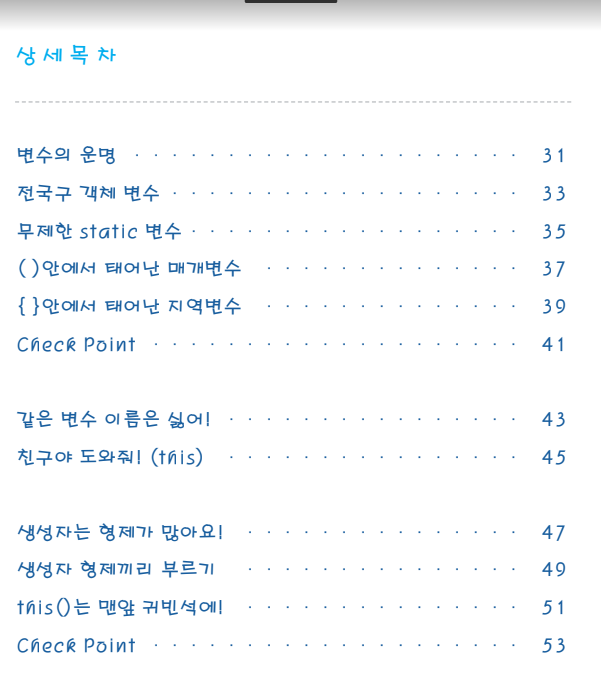 상세목차
변수의 운명 31
전국구 객체 변수 33
무제한 static 변수 35
( )안에서 태어난 매개변수 37
{ }안에서 태어난 지역변수 39
Check Point 41
같은 변수 이름은 싫어! 43
친구야 도와줘! (this) 45
생성자는 형제가 많아요! 47
생성자 형제끼리 부르기 49
this()는 맨앞 귀빈석에! 51
Check Point 53